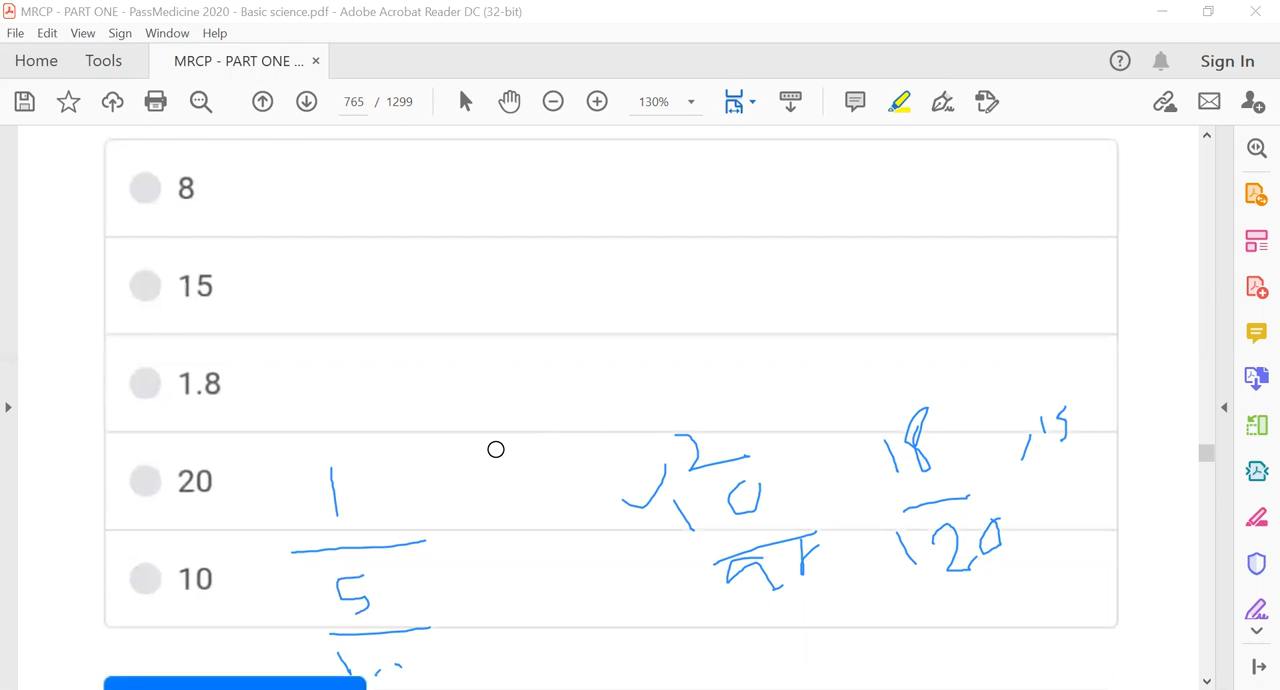 MRCP - PART ONE - PassMedicine 2020 - Basic science.pdf - Adobe Acrobat Reader DC (32-bit)
File Edit View Sign Window Help
Home Tools MRCP - PART ONE ... × Sign In
765 / 1299 130%
8
15
1.8
20
10
1
5
2
10
18
120